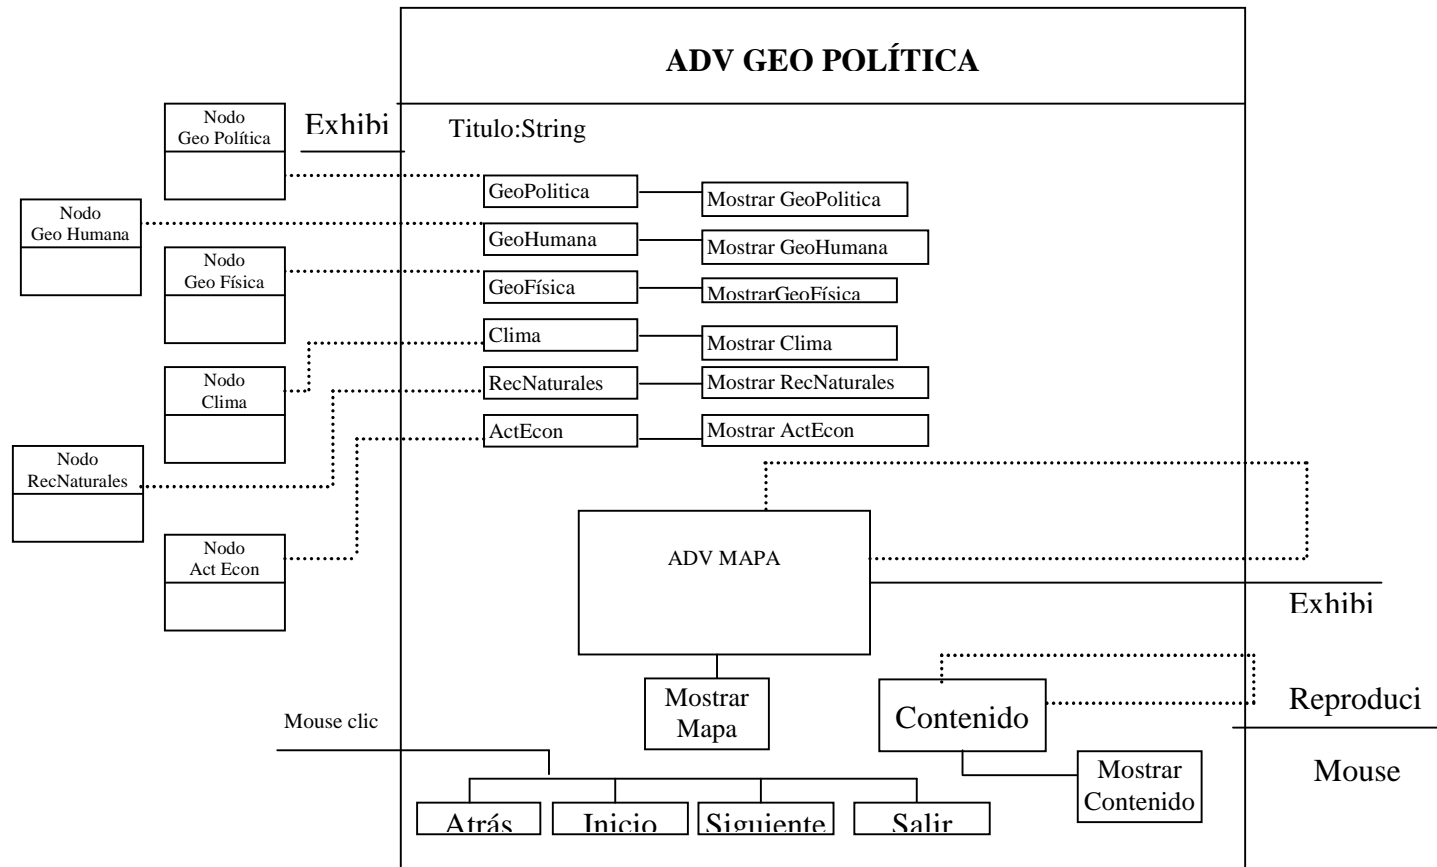 ADV GEO POLÍTICA
Nodo
Geo Política
Exhibi
Titulo:String
GeoPolitica
Mostrar GeoPolitica
Nodo
Geo Humana
GeoHumana
Mostrar GeoHumana
Nodo
Geo Física
GeoFísica
MostrarGeoFísica
Clima
Mostrar Clima
Nodo
Clima
RecNaturales
Mostrar RecNaturales
ActEcon
Mostrar ActEcon
Nodo
RecNaturales
Nodo
Act Econ
ADV MAPA
Exhibi
Mostrar
Mapa
Contenido
Reproduci
Mouse clic
Mostrar
Contenido
Mouse
Atrás
Inicio
Siguiente
Salir